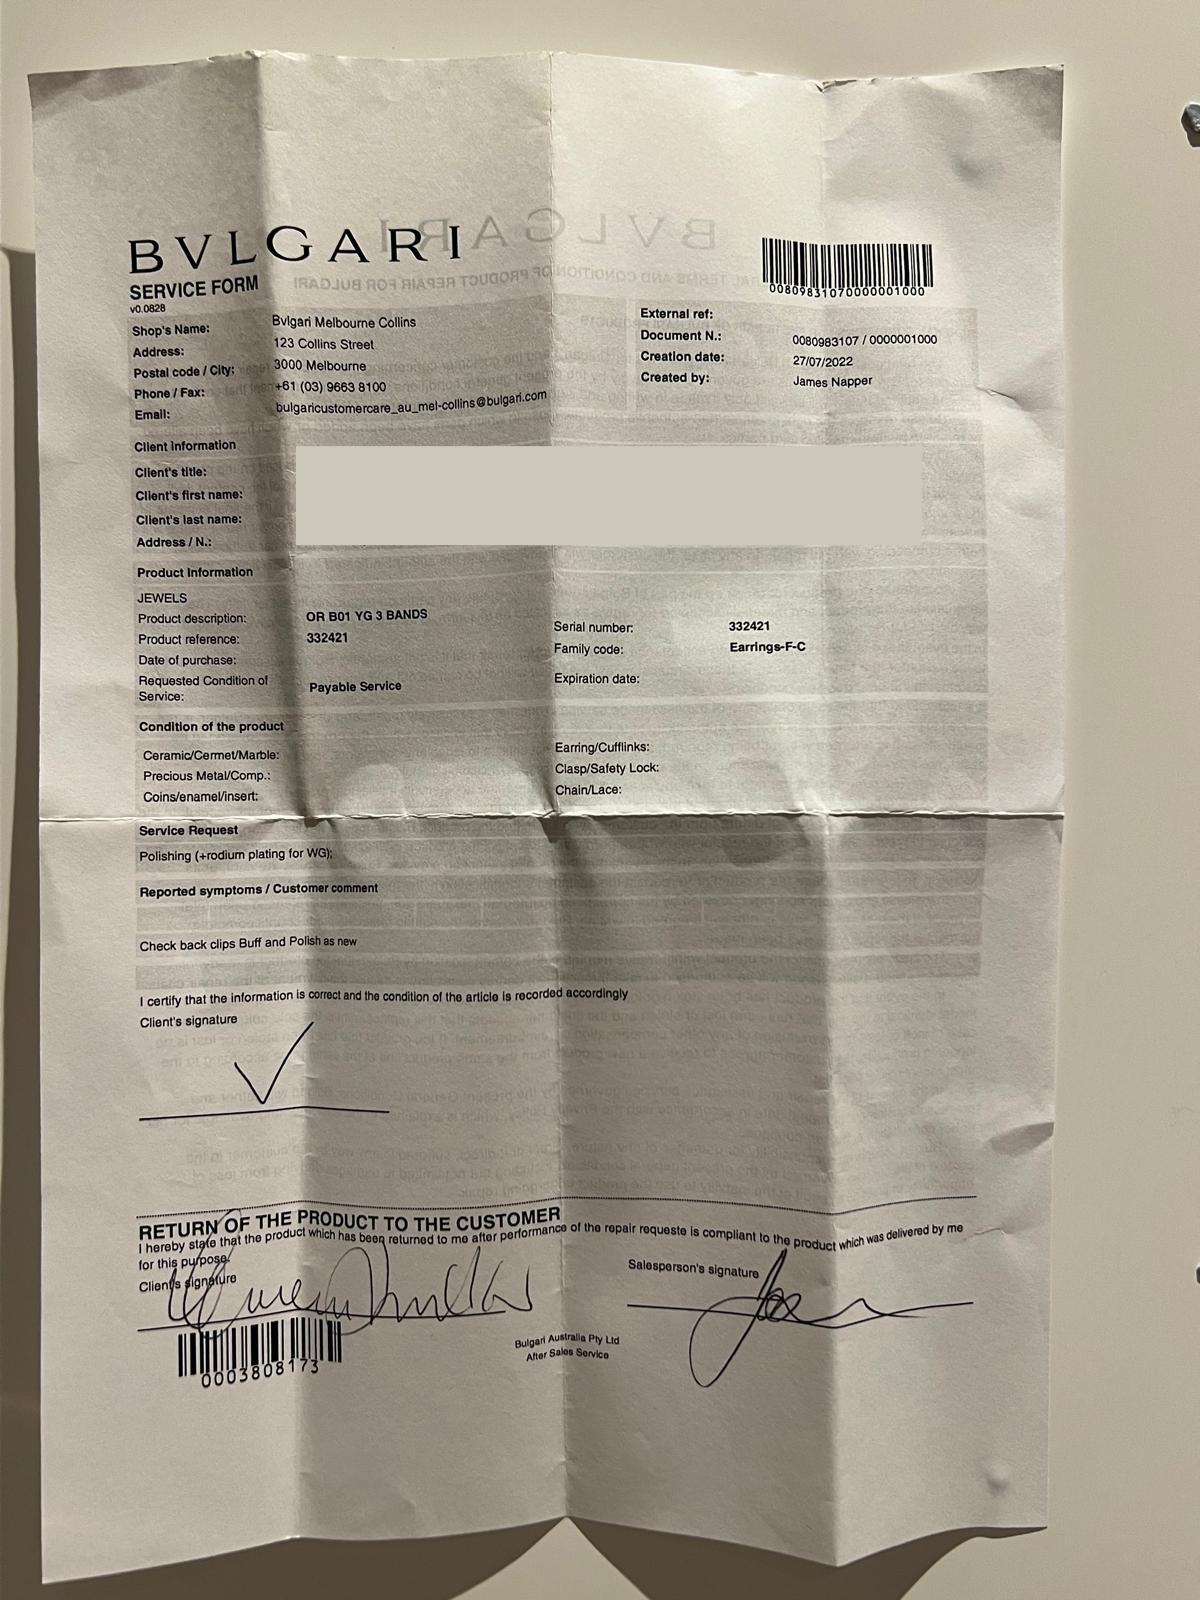 BVLGARI
SERVICE FORM
v0.0828
00809831070000001000
Shop's Name: Bvlgari Melbourne Collins
Address: 123 Collins Street
Postal code / City: 3000 Melbourne
Phone / Fax: +61 (03) 9663 8100
Email: bulgaricustomercare_au_mel-collins@bulgari.com
External ref:
Document N.: 0080983107 / 0000001000
Creation date: 27/07/2022
Created by: James Napper
Client information
Client's title:
Client's first name:
Client's last name:
Address / N.:
Product Information
JEWELS
Product description: OR B01 YG 3 BANDS
Product reference: 332421
Date of purchase:
Requested Condition of
Service: Payable Service
Serial number: 332421
Family code: Earrings-F-C
Expiration date:
Condition of the product
Ceramic/Cermet/Marble:
Precious Metal/Comp.:
Coins/enamel/insert:
Earring/Cufflinks:
Clasp/Safety Lock:
Chain/Lace:
Service Request
Polishing (+rodium plating for WG);
Reported symptoms / Customer comment
Check back clips Buff and Polish as new
I certify that the information is correct and the condition of the article is recorded accordingly
Client's signature
RETURN OF THE PRODUCT TO THE CUSTOMER
I hereby state that the product which has been returned to me after performance of the repair requeste is compliant to the product which was delivered by me
for this purpose.
Client's signature
Salesperson's signature
0003808173
Bulgari Australia Pty Ltd
After Sales Service